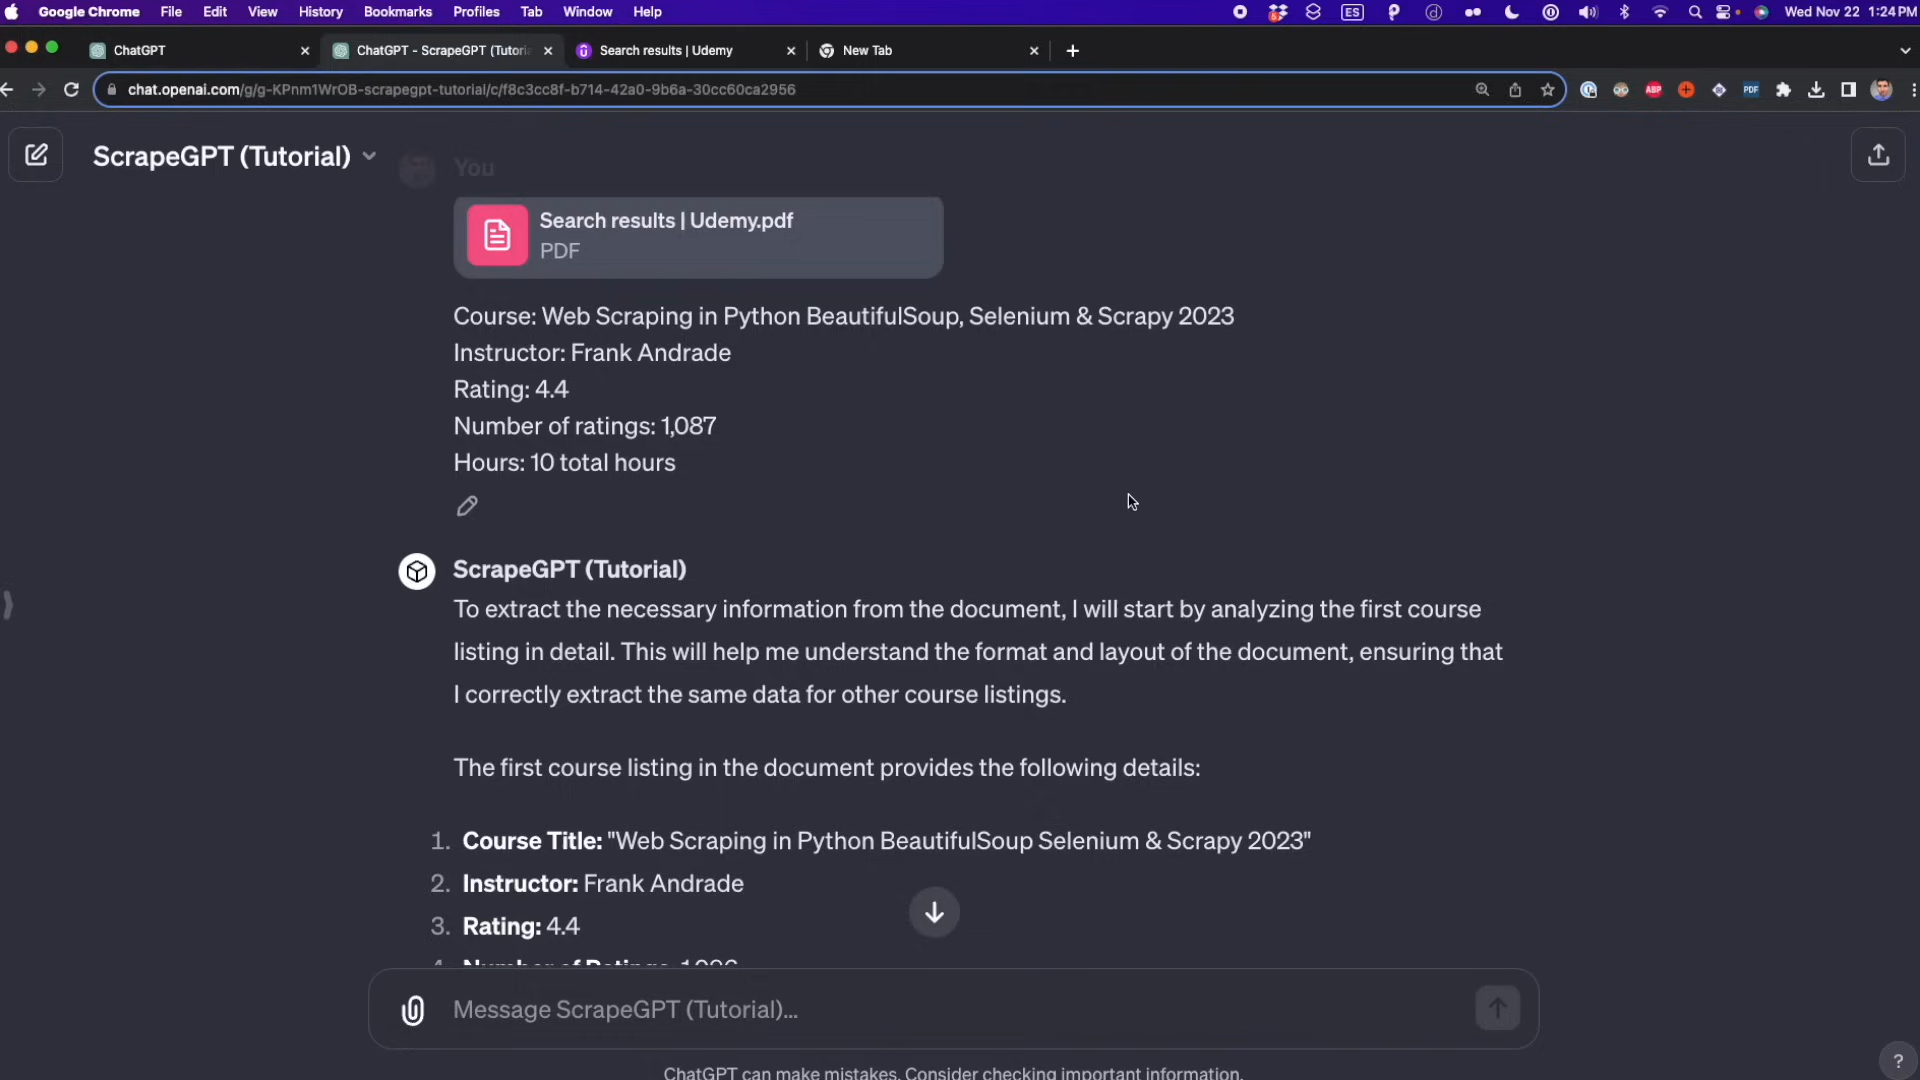 Google Chrome File Edit View History Bookmarks Profiles Tab Window Help ES Wed Nov 22 1:24 PM
ChatGPT ChatGPT - ScrapeGPT (Tutori Search results | Udemy New Tab
chat.openai.com/g/g-KPnm1WrOB-scrapegpt-tutorial/c/f8c3cc8f-b714-42a0-9b6a-30cc60ca2956 ABP PDF
ScrapeGPT (Tutorial)
You
Search results | Udemy.pdf
PDF
Course: Web Scraping in Python BeautifulSoup, Selenium & Scrapy 2023
Instructor: Frank Andrade
Rating: 4.4
Number of ratings: 1,087
Hours: 10 total hours
ScrapeGPT (Tutorial)
To extract the necessary information from the document, I will start by analyzing the first course
listing in detail. This will help me understand the format and layout of the document, ensuring that
I correctly extract the same data for other course listings.
The first course listing in the document provides the following details:
1. Course Title: "Web Scraping in Python BeautifulSoup Selenium & Scrapy 2023"
2. Instructor: Frank Andrade
3. Rating: 4.4
4. Number of Ratings:
Message ScrapeGPT (Tutorial)...
ChatGPT can make mistakes. Consider checking important information.
?